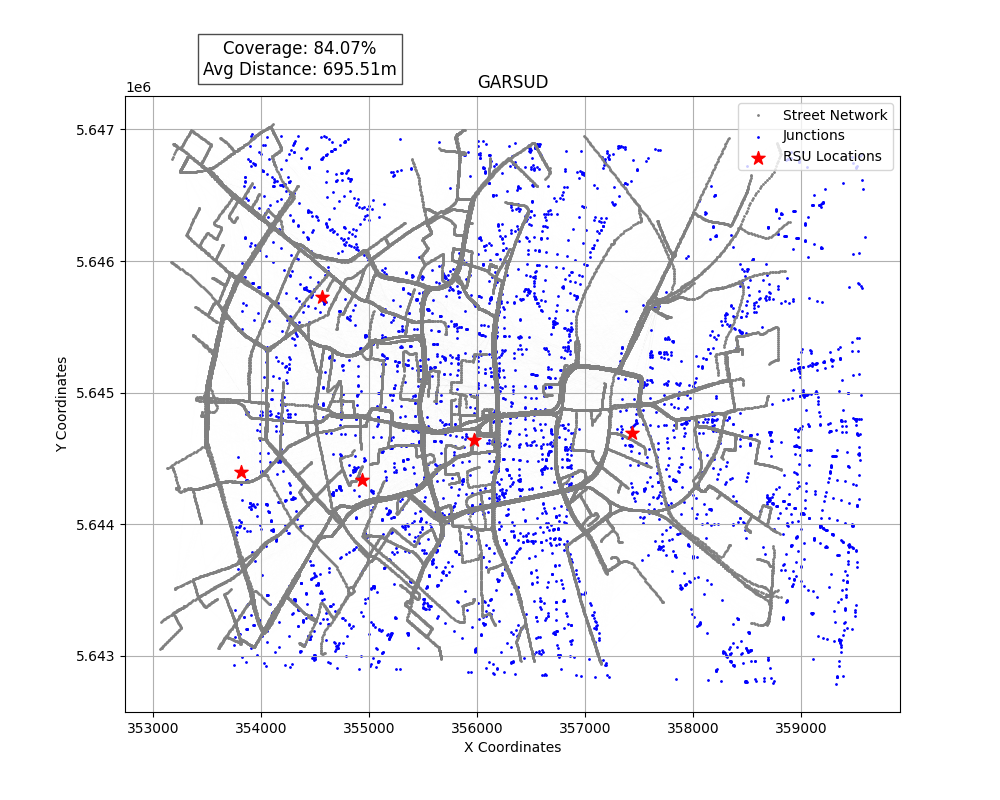 Coverage: 84.07%
Avg Distance: 695.51m
GARSUD
1e6
Street Network
Junctions
RSU Locations
5.647
5.646
5.645
5.644
5.643
Y Coordinates
353000 354000 355000 356000 357000 358000 359000
X Coordinates